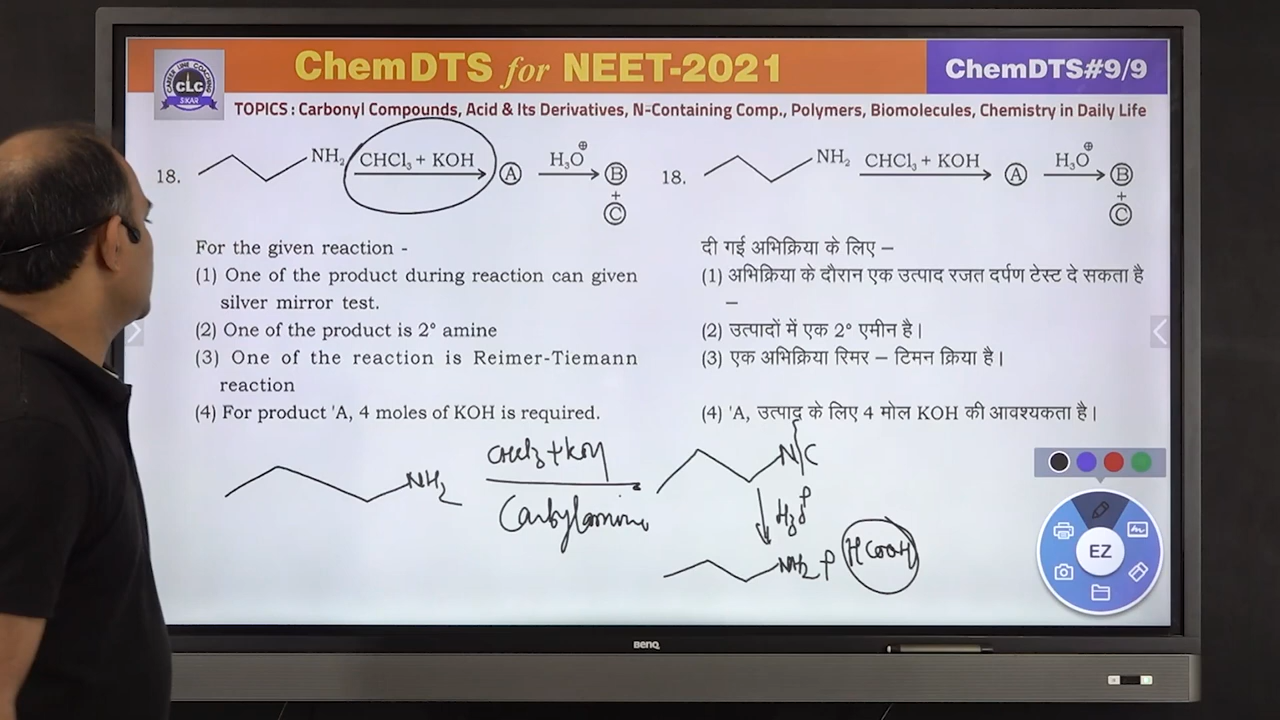 ChemDTS for NEET-2021
ChemDTS#9/9
CAREER LINE COACHING
CLC
SIKAR
TOPICS : Carbonyl Compounds, Acid & Its Derivatives, N-Containing Comp., Polymers, Biomolecules, Chemistry in Daily Life
18. NH₂ CHCl₃ + KOH A H₃O⊕ B
+
C
For the given reaction -
(1) One of the product during reaction can given
silver mirror test.
(2) One of the product is 2° amine
(3) One of the reaction is Reimer-Tiemann
reaction
(4) For product 'A, 4 moles of KOH is required.
18. NH₂ CHCl₃ + KOH A H₃O⊕ B
+
C
दी गई अभिक्रिया के लिए –
(1) अभिक्रिया के दौरान एक उत्पाद रजत दर्पण टेस्ट दे सकता है
–
(2) उत्पादों में एक 2° एमीन है।
(3) एक अभिक्रिया रिमर – टिमन क्रिया है।
(4) 'A, उत्पाद के लिए 4 मोल KOH की आवश्यकता है।
NH₂ CHCl₃+KOH N C
H₃O
NH₂ HCOOH
EZ
BENQ